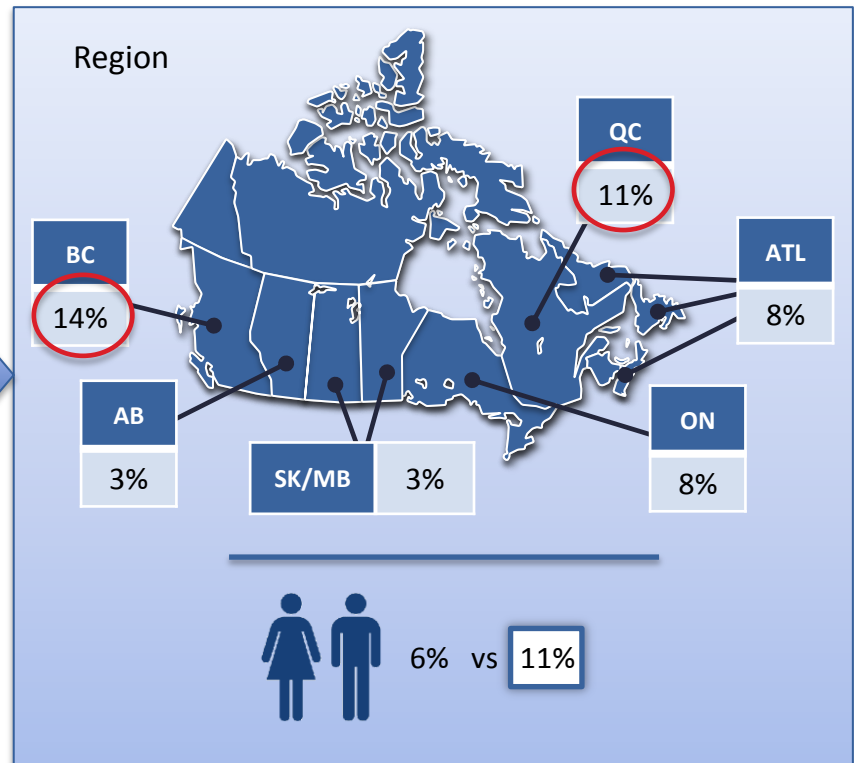 Region
QC
11%
BC
14%
ATL
8%
AB
3%
SK/MB 3%
ON
8%
6% vs 11%